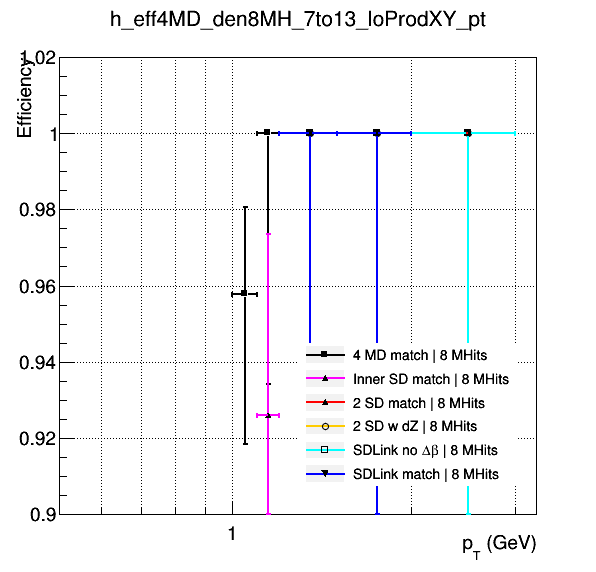 h_eff4MD_den8MH_7to13_loProdXY_pt
Efficiency
1.02
1
0.98
0.96
0.94
0.92
0.9
4 MD match | 8 MHits
Inner SD match | 8 MHits
2 SD match | 8 MHits
2 SD w dZ | 8 MHits
SDLink no Δβ | 8 MHits
SDLink match | 8 MHits
1
p_T (GeV)